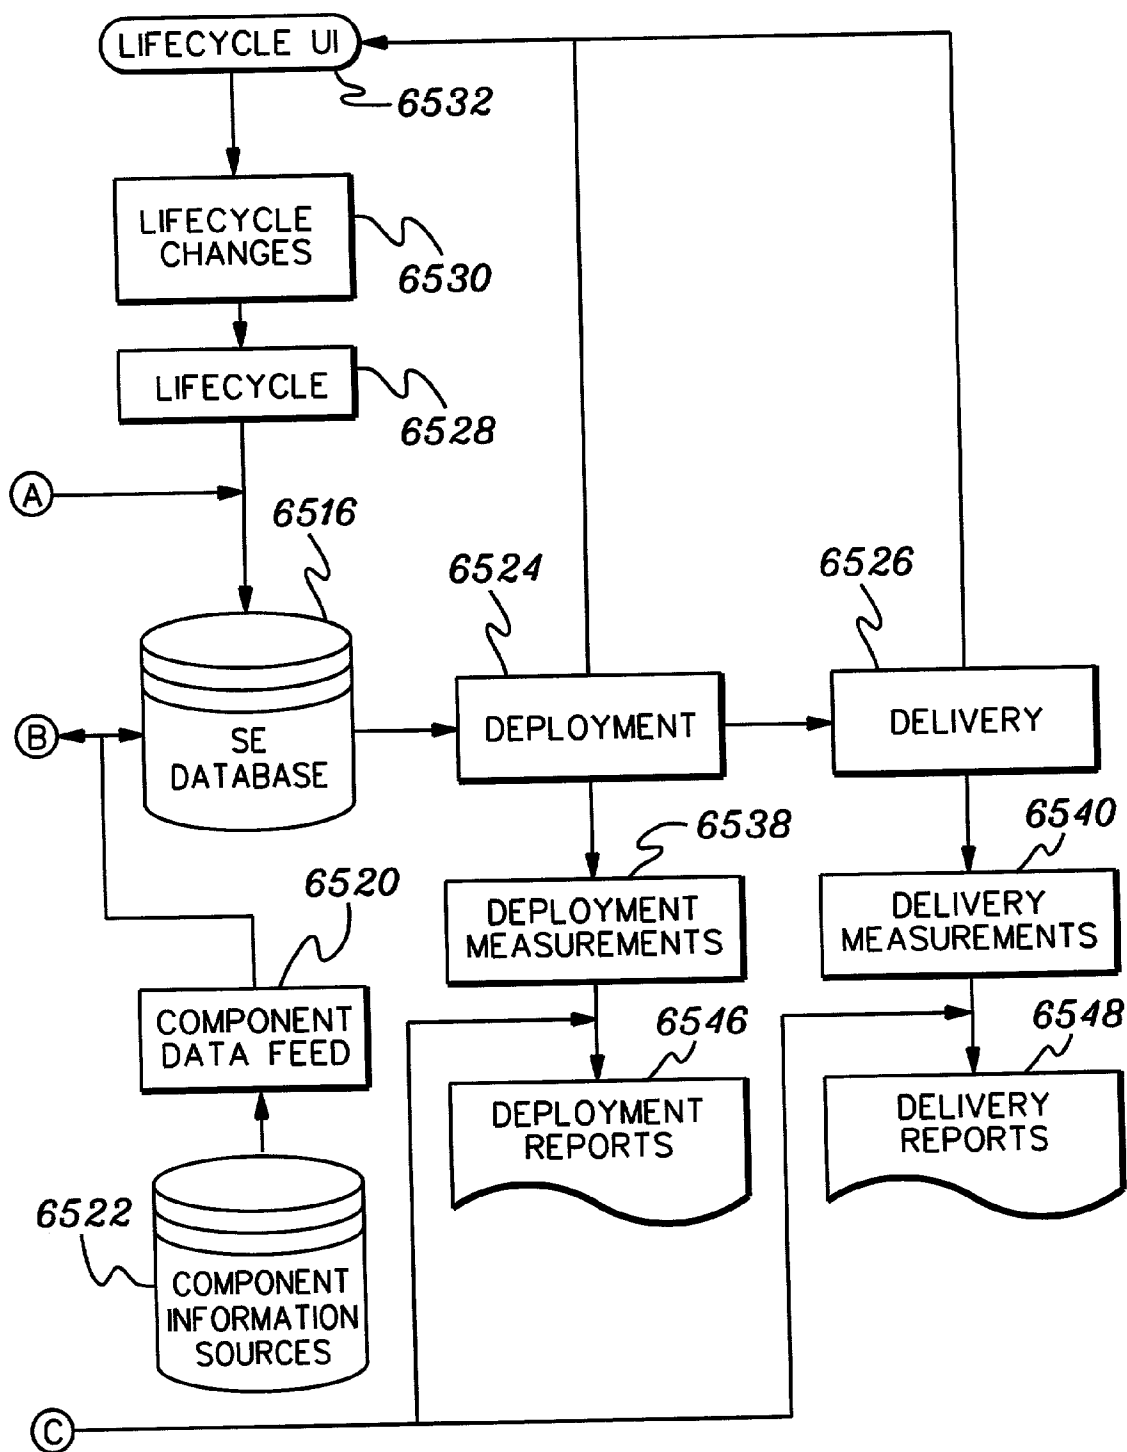 LIFECYCLE UI
6532
LIFECYCLE
CHANGES
6530
LIFECYCLE
6528
A
6516
6524
6526
B
SE
DATABASE
DEPLOYMENT
DELIVERY
6538
6540
6520
DEPLOYMENT
MEASUREMENTS
DELIVERY
MEASUREMENTS
COMPONENT
DATA FEED
6546
6548
DEPLOYMENT
REPORTS
DELIVERY
REPORTS
6522
COMPONENT
INFORMATION
SOURCES
C